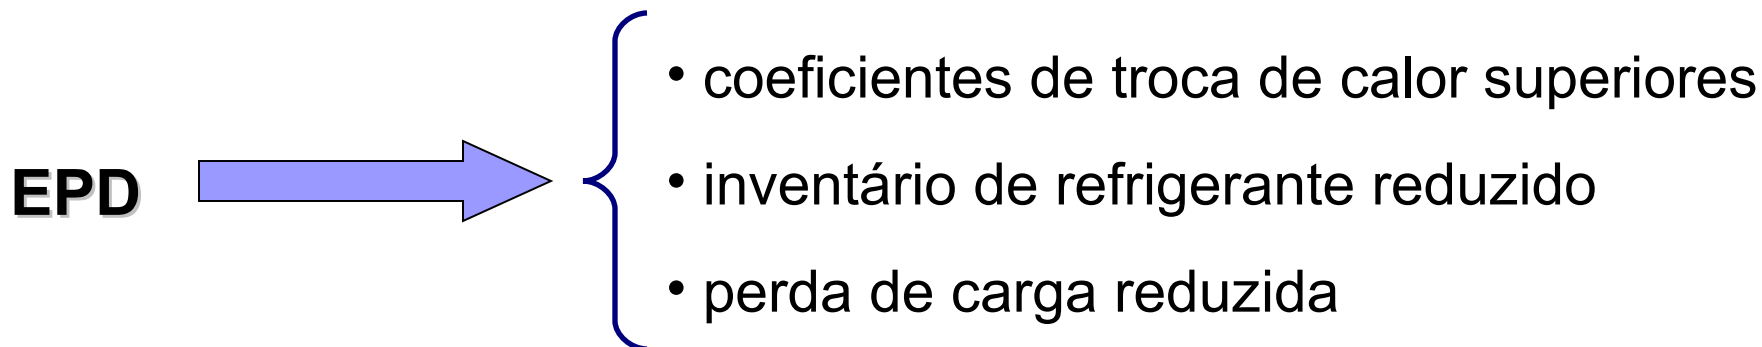 EPD
• coeficientes de troca de calor superiores
• inventário de refrigerante reduzido
• perda de carga reduzida